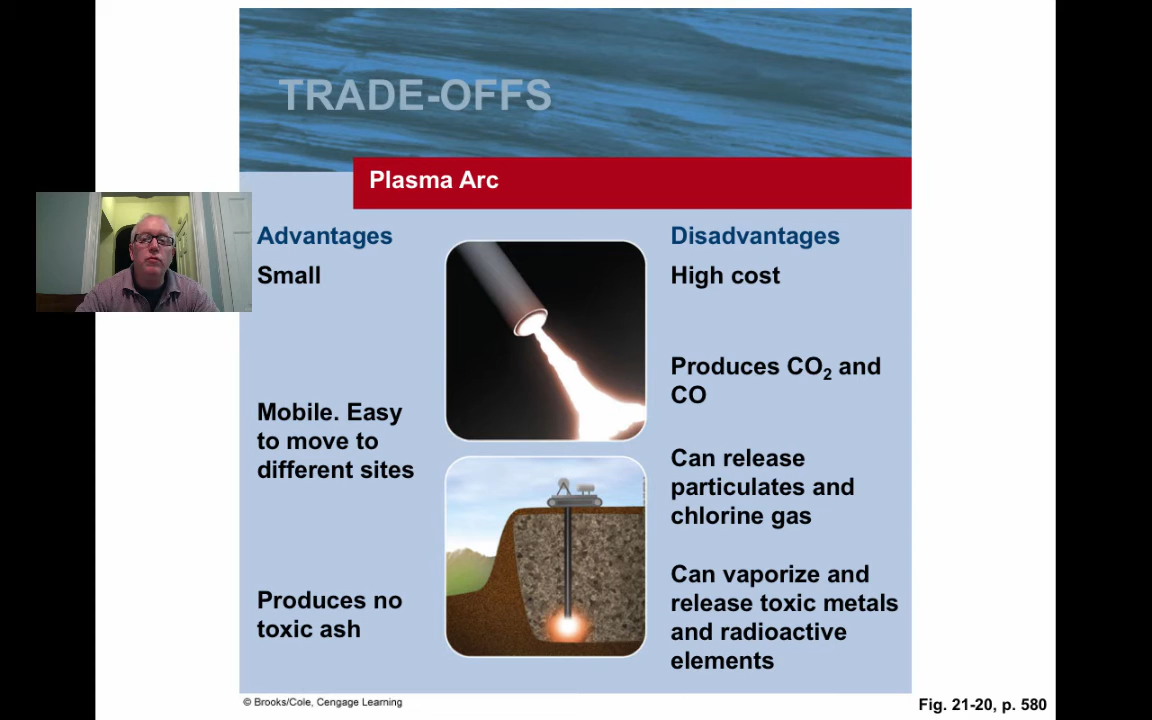 TRADE-OFFS
Plasma Arc
Advantages
Small
Mobile. Easy
to move to
different sites
Produces no
toxic ash
Disadvantages
High cost
Produces CO₂ and
CO
Can release
particulates and
chlorine gas
Can vaporize and
release toxic metals
and radioactive
elements
© Brooks/Cole, Cengage Learning
Fig. 21-20, p. 580